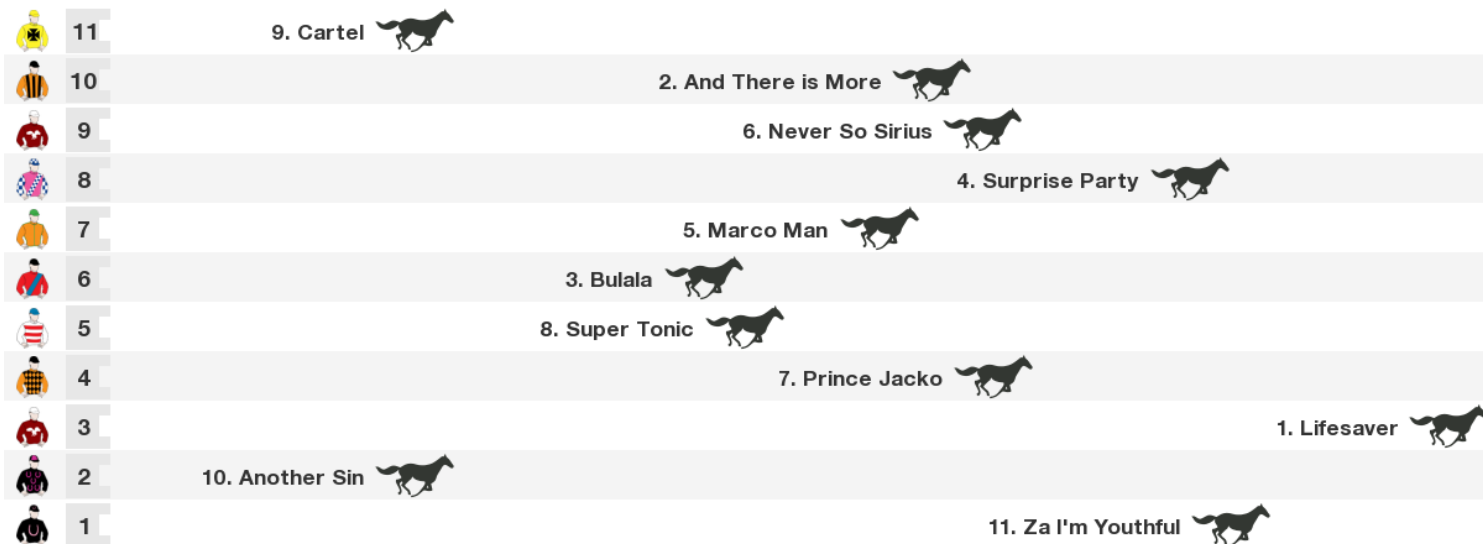 11 9. Cartel
10 2. And There is More
9 6. Never So Sirius
8 4. Surprise Party
7 5. Marco Man
6 3. Bulala
5 8. Super Tonic
4 7. Prince Jacko
3 1. Lifesaver
2 10. Another Sin
1 11. Za I'm Youthful